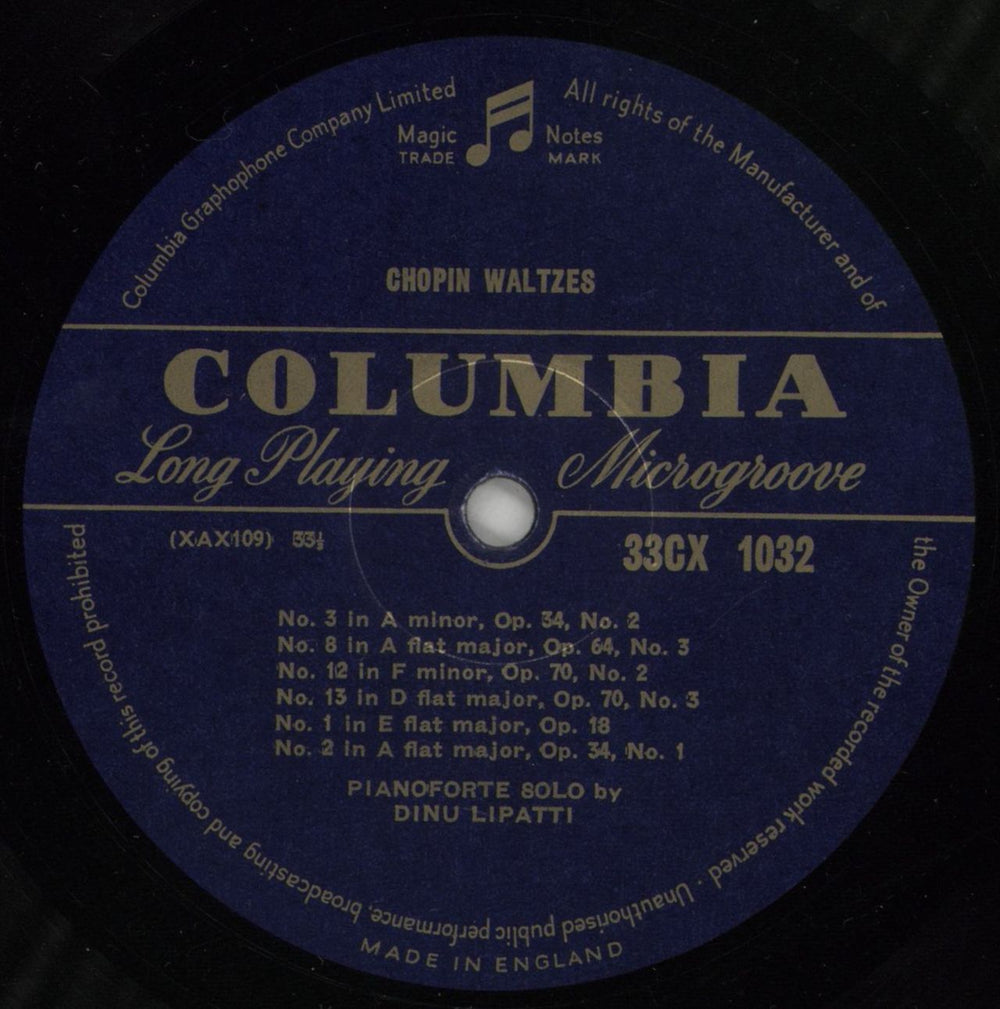 Columbia Graphophone Company Limited
All rights of the Manufacturer and of
the Owner of the recorded work reserved . Unauthorised public performance, broadcasting and copying of this record prohibited
Magic Notes
TRADE MARK
CHOPIN WALTZES
COLUMBIA
Long Playing Microgroove
(XAX109) 33⅓
33CX 1032
No. 3 in A minor, Op. 34, No. 2
No. 8 in A flat major, Op. 64, No. 3
No. 12 in F minor, Op. 70, No. 2
No. 13 in D flat major, Op. 70, No. 3
No. 1 in E flat major, Op. 18
No. 2 in A flat major, Op. 34, No. 1
PIANOFORTE SOLO by
DINU LIPATTI
MADE IN ENGLAND